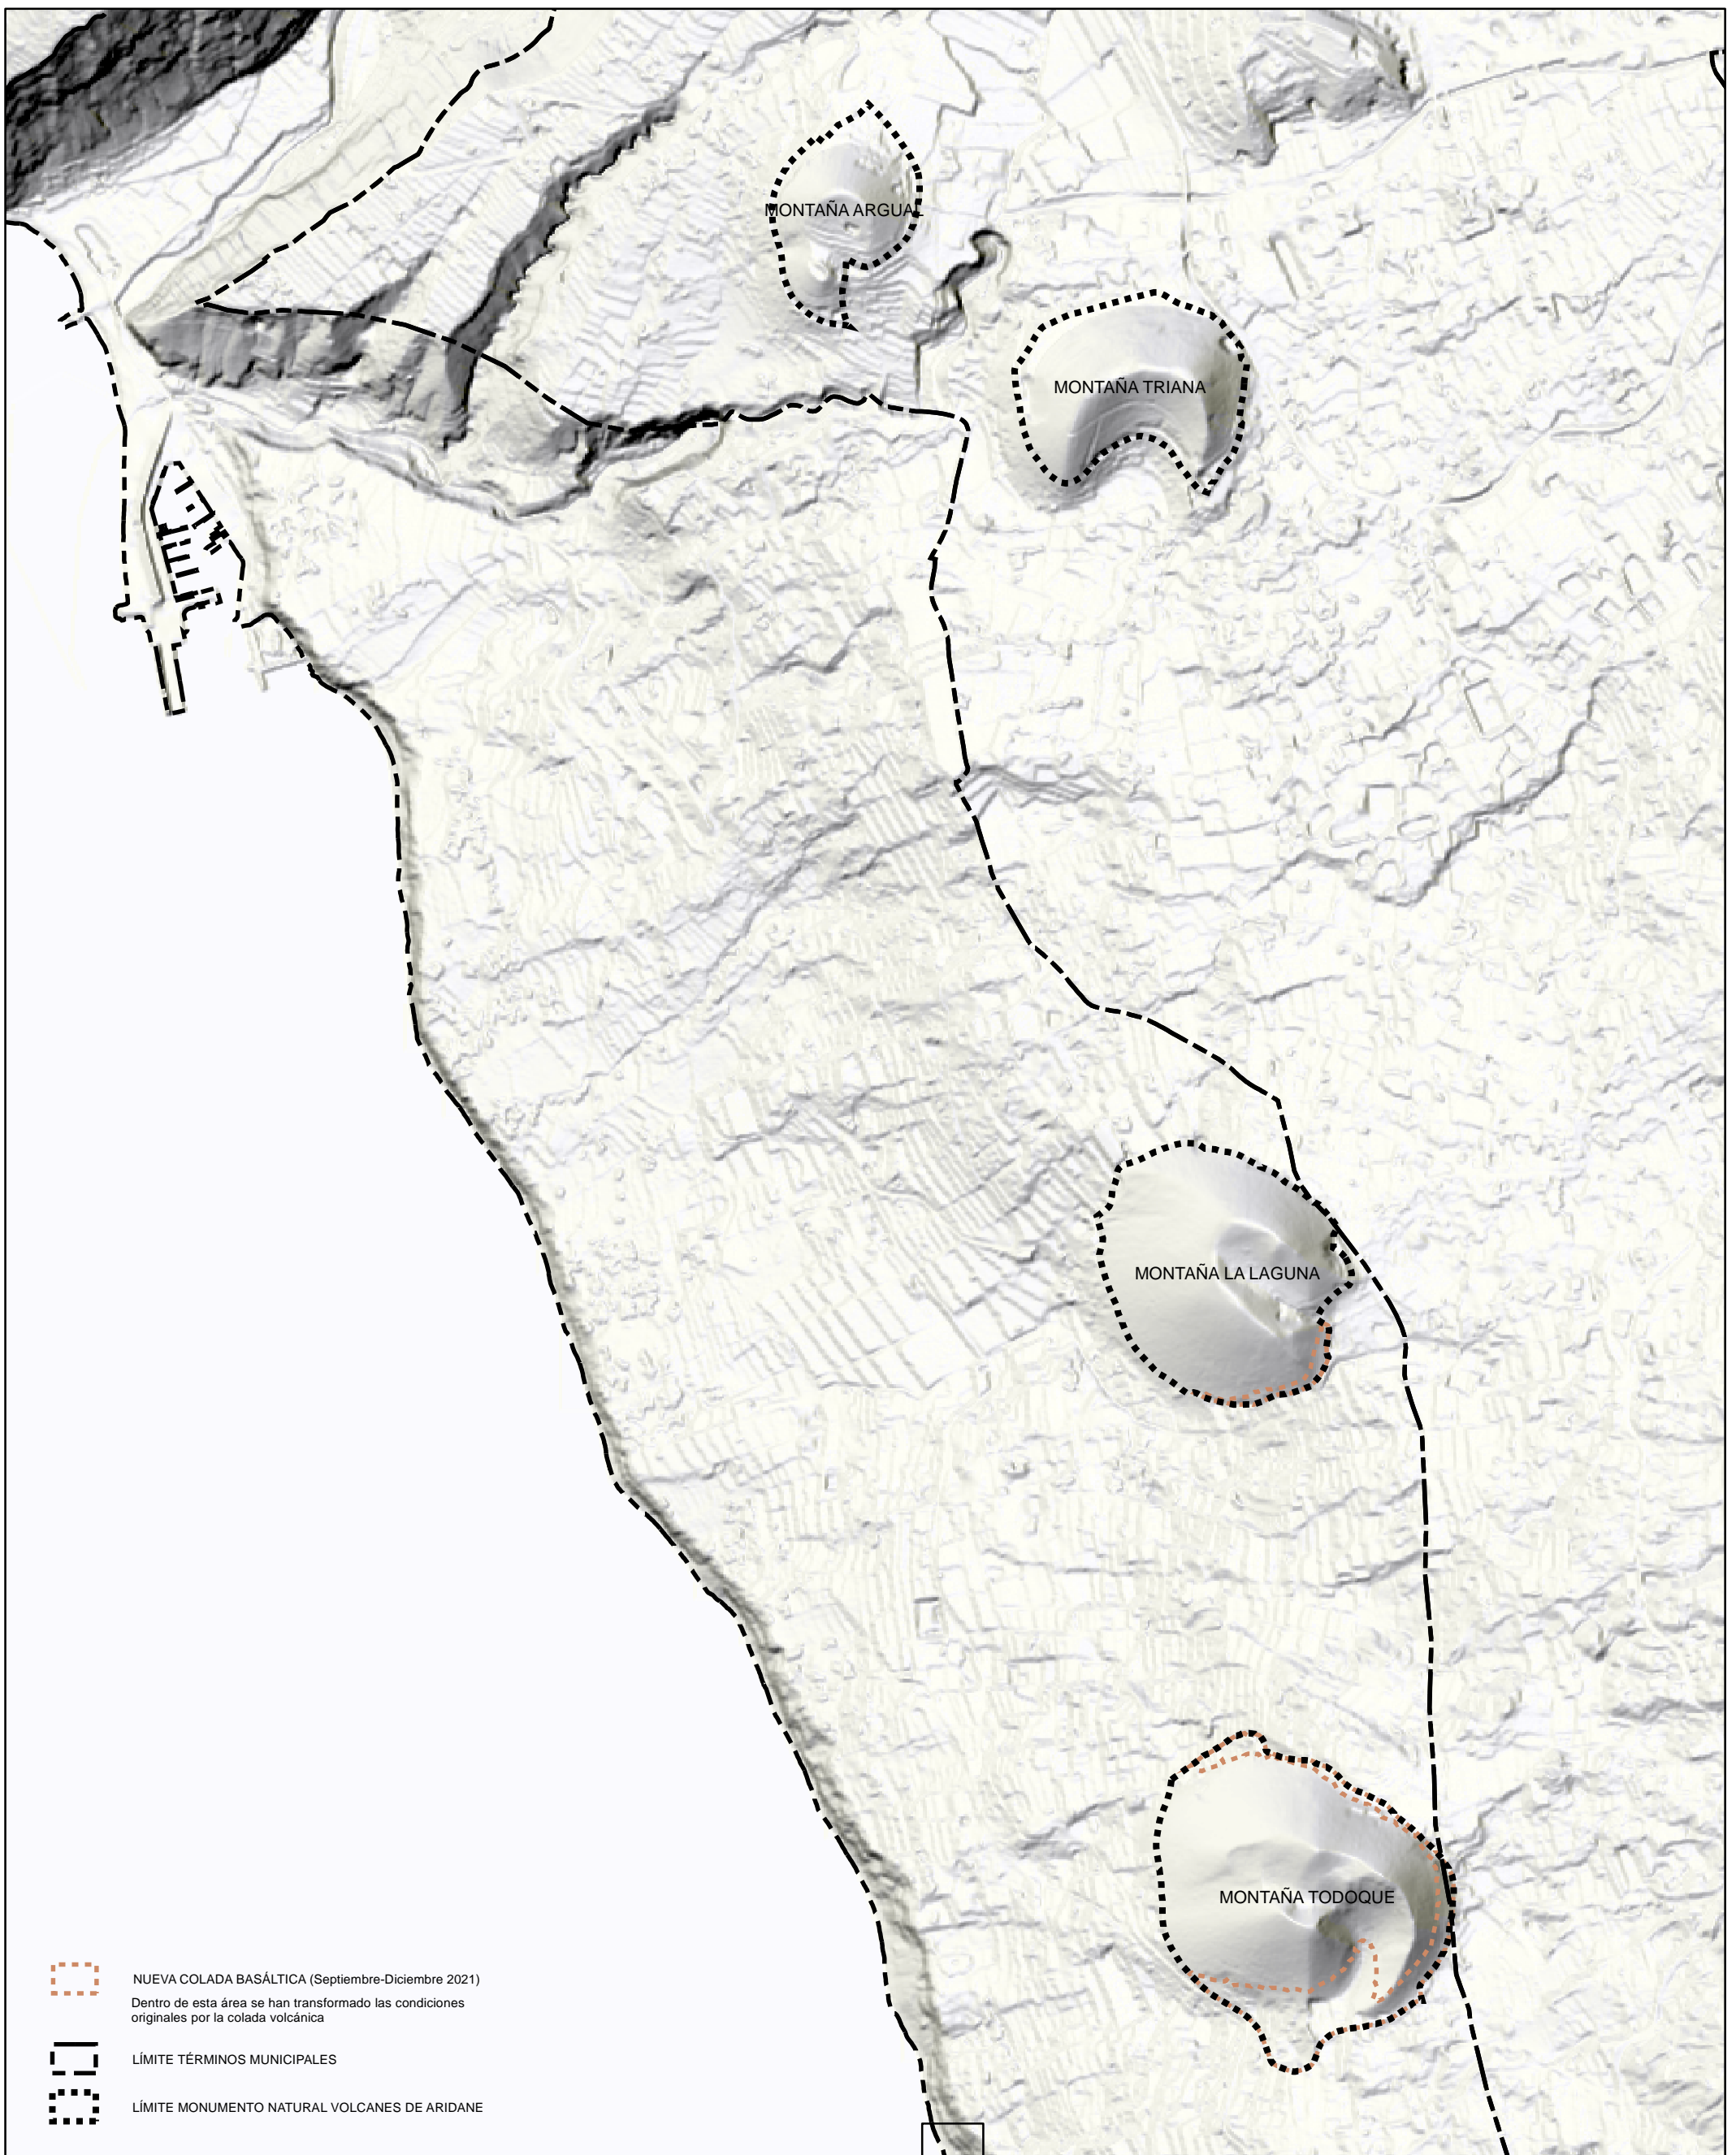 MONTAÑA ARGUAL
MONTAÑA TRIANA
MONTAÑA LA LAGUNA
MONTAÑA TODOQUE
NUEVA COLADA BASÁLTICA (Septiembre-Diciembre 2021)
Dentro de esta área se han transformado las condiciones
originales por la colada volcánica
LÍMITE TÉRMINOS MUNICIPALES
LÍMITE MONUMENTO NATURAL VOLCANES DE ARIDANE